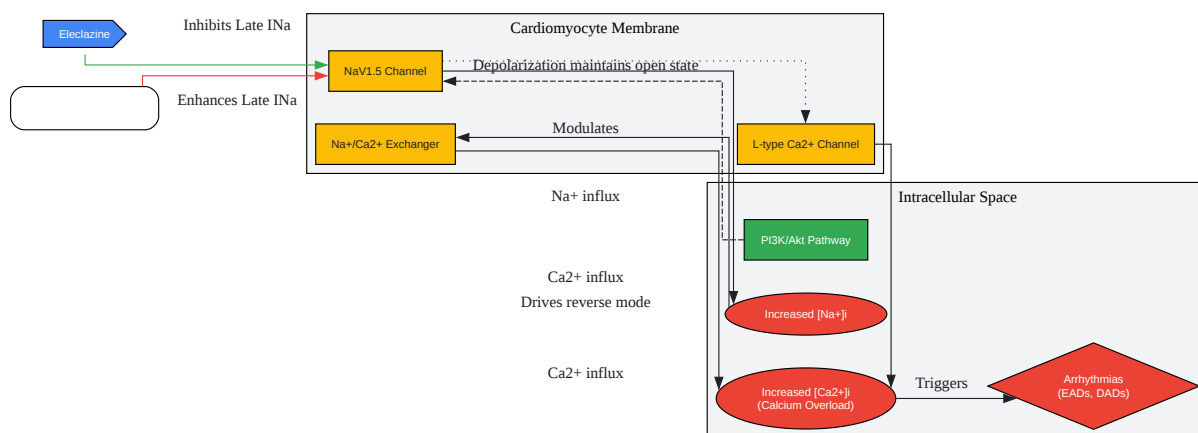 Inhibits Late INa
Cardiomyocyte Membrane
Eleclazine
NaV1.5 Channel
Depolarization maintains open state
Enhances Late INa
Modulates
Na+/Ca2+ Exchanger
L-type Ca2+ Channel
Na+ influx
Intracellular Space
PI3K/Akt Pathway
Ca2+ influx
Drives reverse mode
Increased [Na+]i
Ca2+ influx
Increased [Ca2+]i
(Calcium Overload)
Triggers
Arrhythmias
(EADs, DADs)